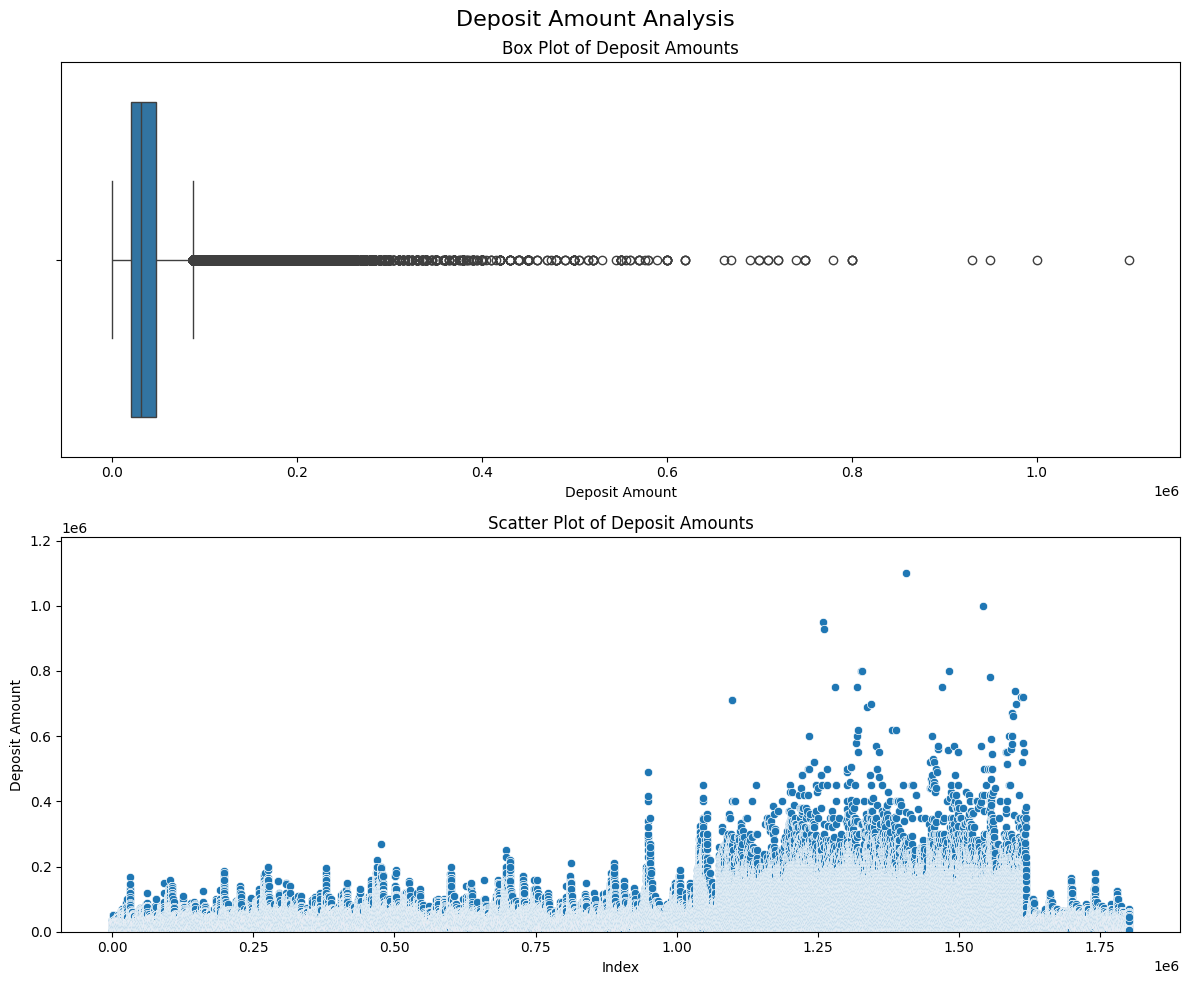 Deposit Amount Analysis
Box Plot of Deposit Amounts
0.0 0.2 0.4 0.6 0.8 1.0
1e6
Deposit Amount
Scatter Plot of Deposit Amounts
1e6
1.2
1.0
0.8
0.6
0.4
0.2
0.0
Deposit Amount
0.00 0.25 0.50 0.75 1.00 1.25 1.50 1.75
1e6
Index